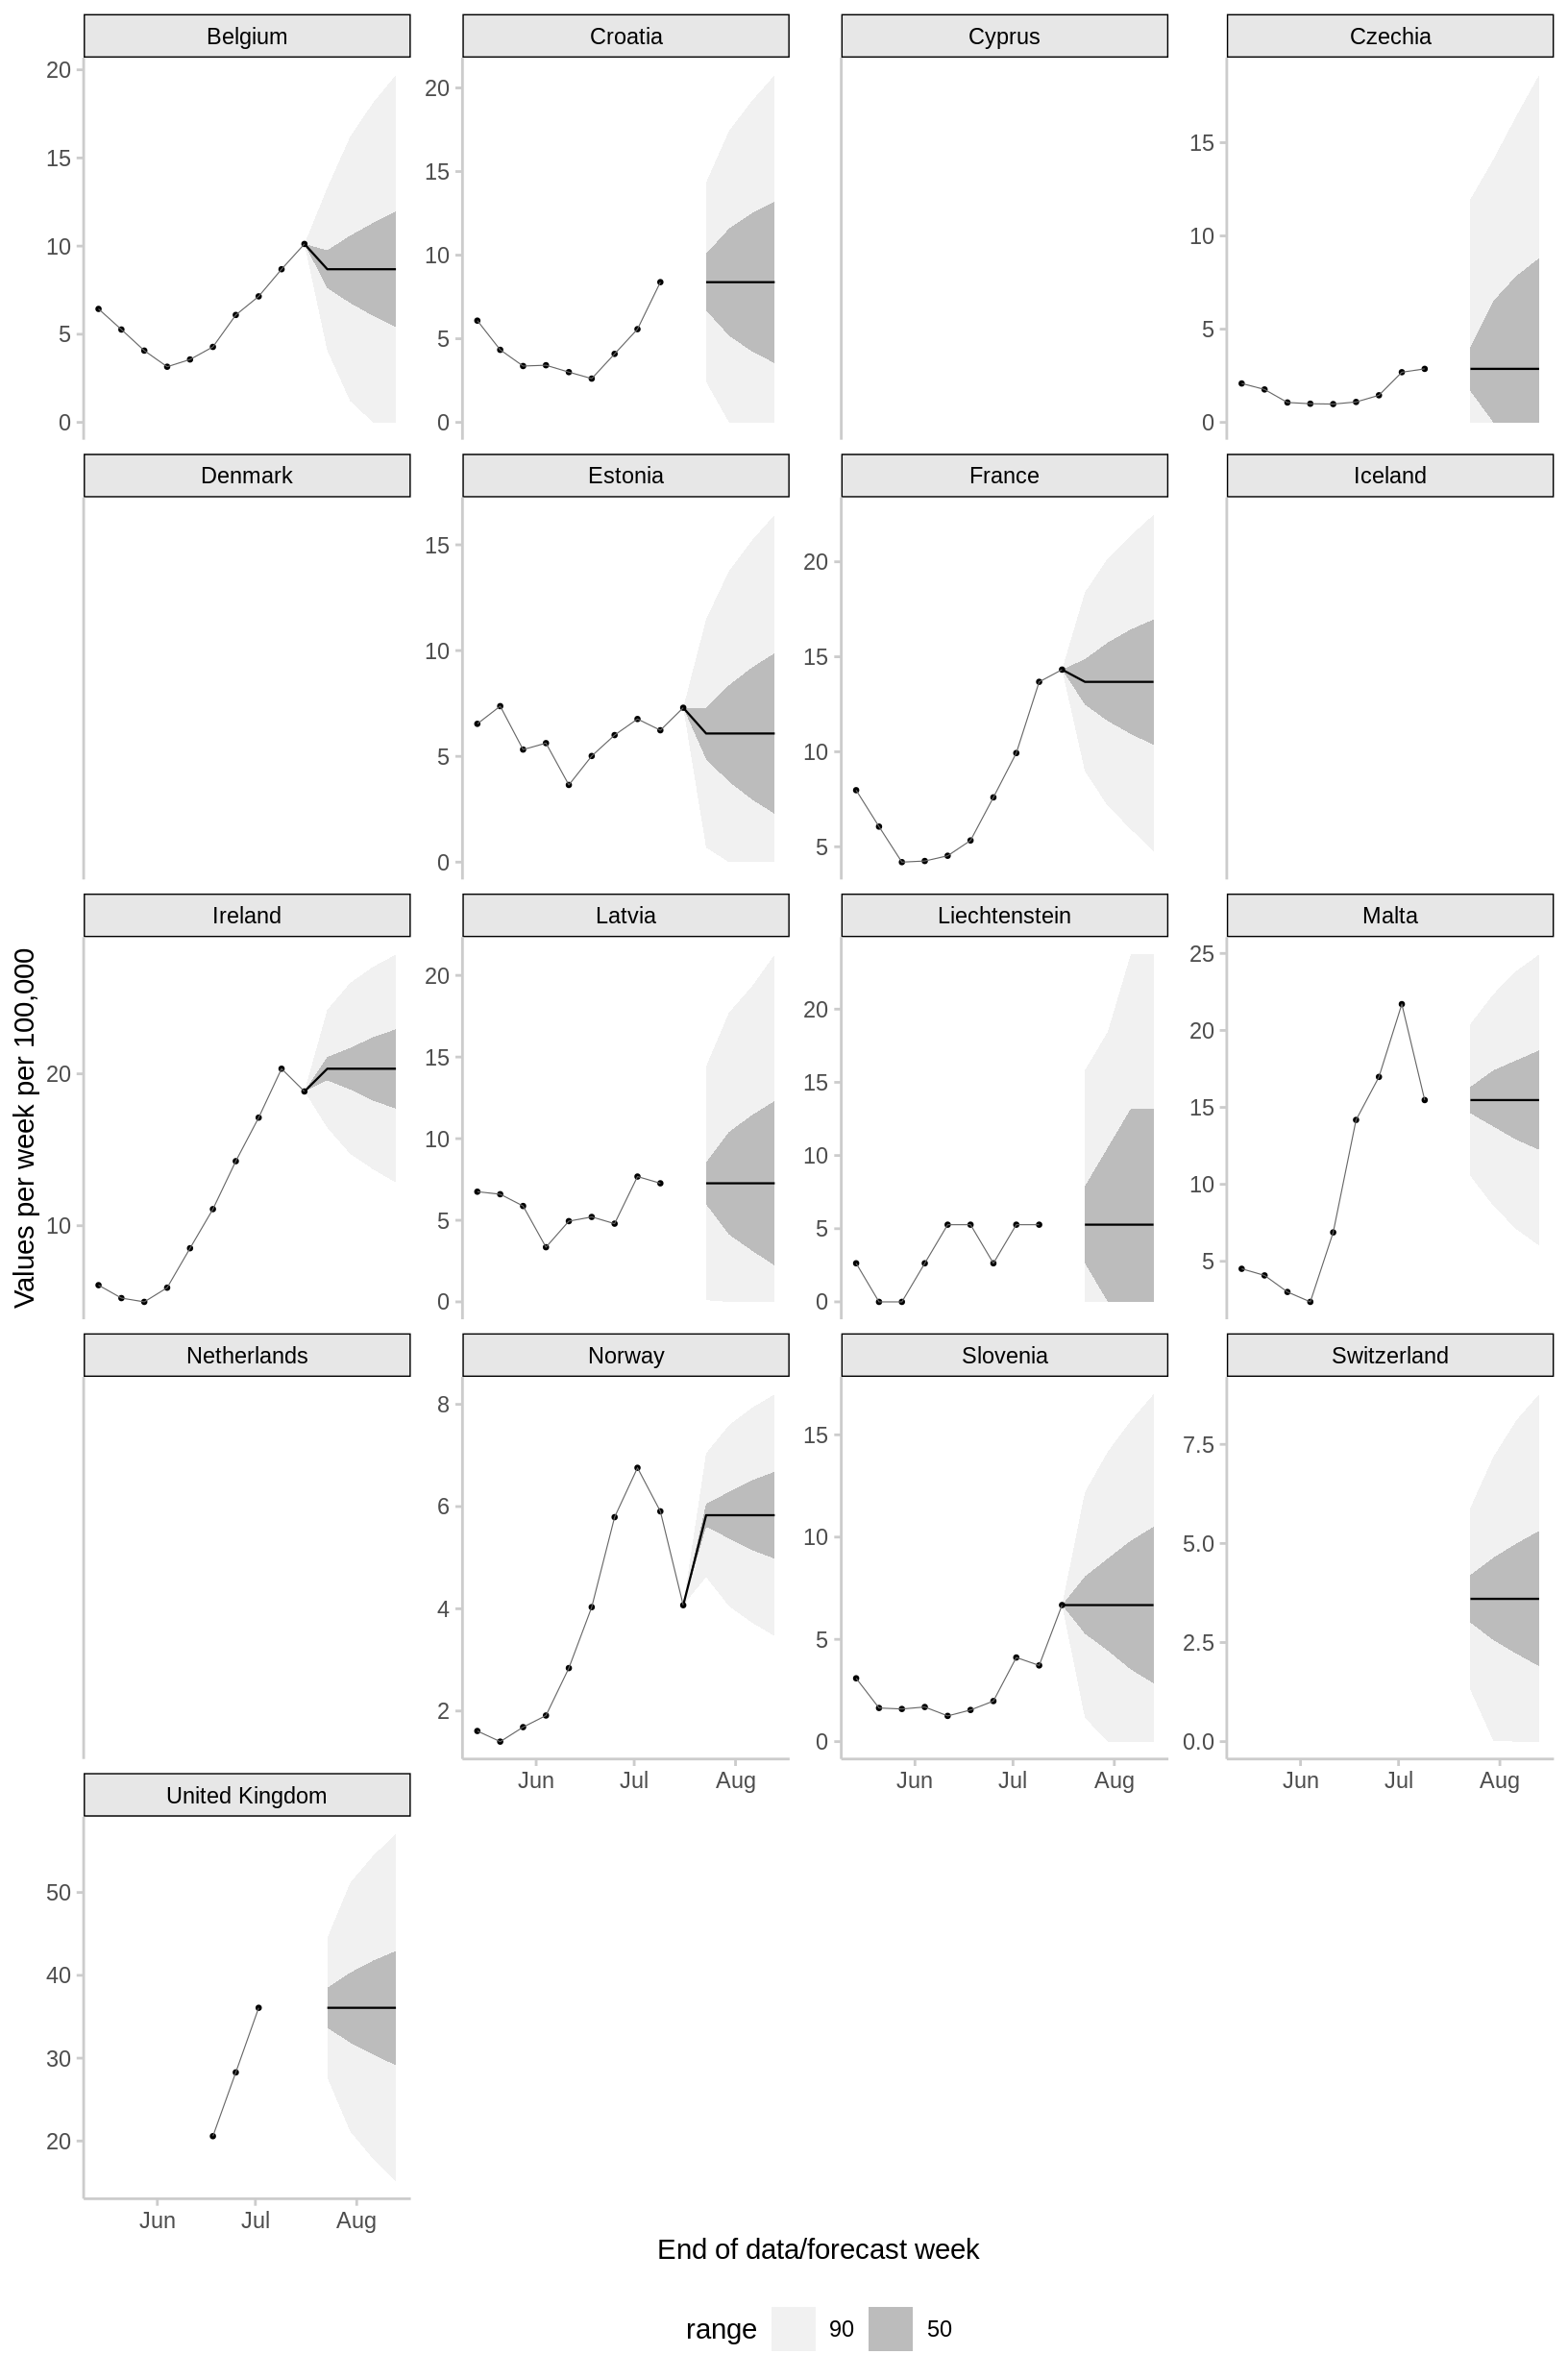 Belgium
Croatia
Cyprus
Czechia
20
15
10
5
0
20
15
10
5
0
15
10
5
0
Denmark
Estonia
France
Iceland
15
10
5
0
20
15
10
5
Ireland
Latvia
Liechtenstein
Malta
20
10
20
15
10
5
0
20
15
10
5
0
25
20
15
10
5
Values per week per 100,000
Netherlands
Norway
Slovenia
Switzerland
8
6
4
2
15
10
5
0
7.5
5.0
2.5
0.0
Jun Jul Aug
Jun Jul Aug
Jun Jul Aug
United Kingdom
50
40
30
20
Jun Jul Aug
End of data/forecast week
range 90 50